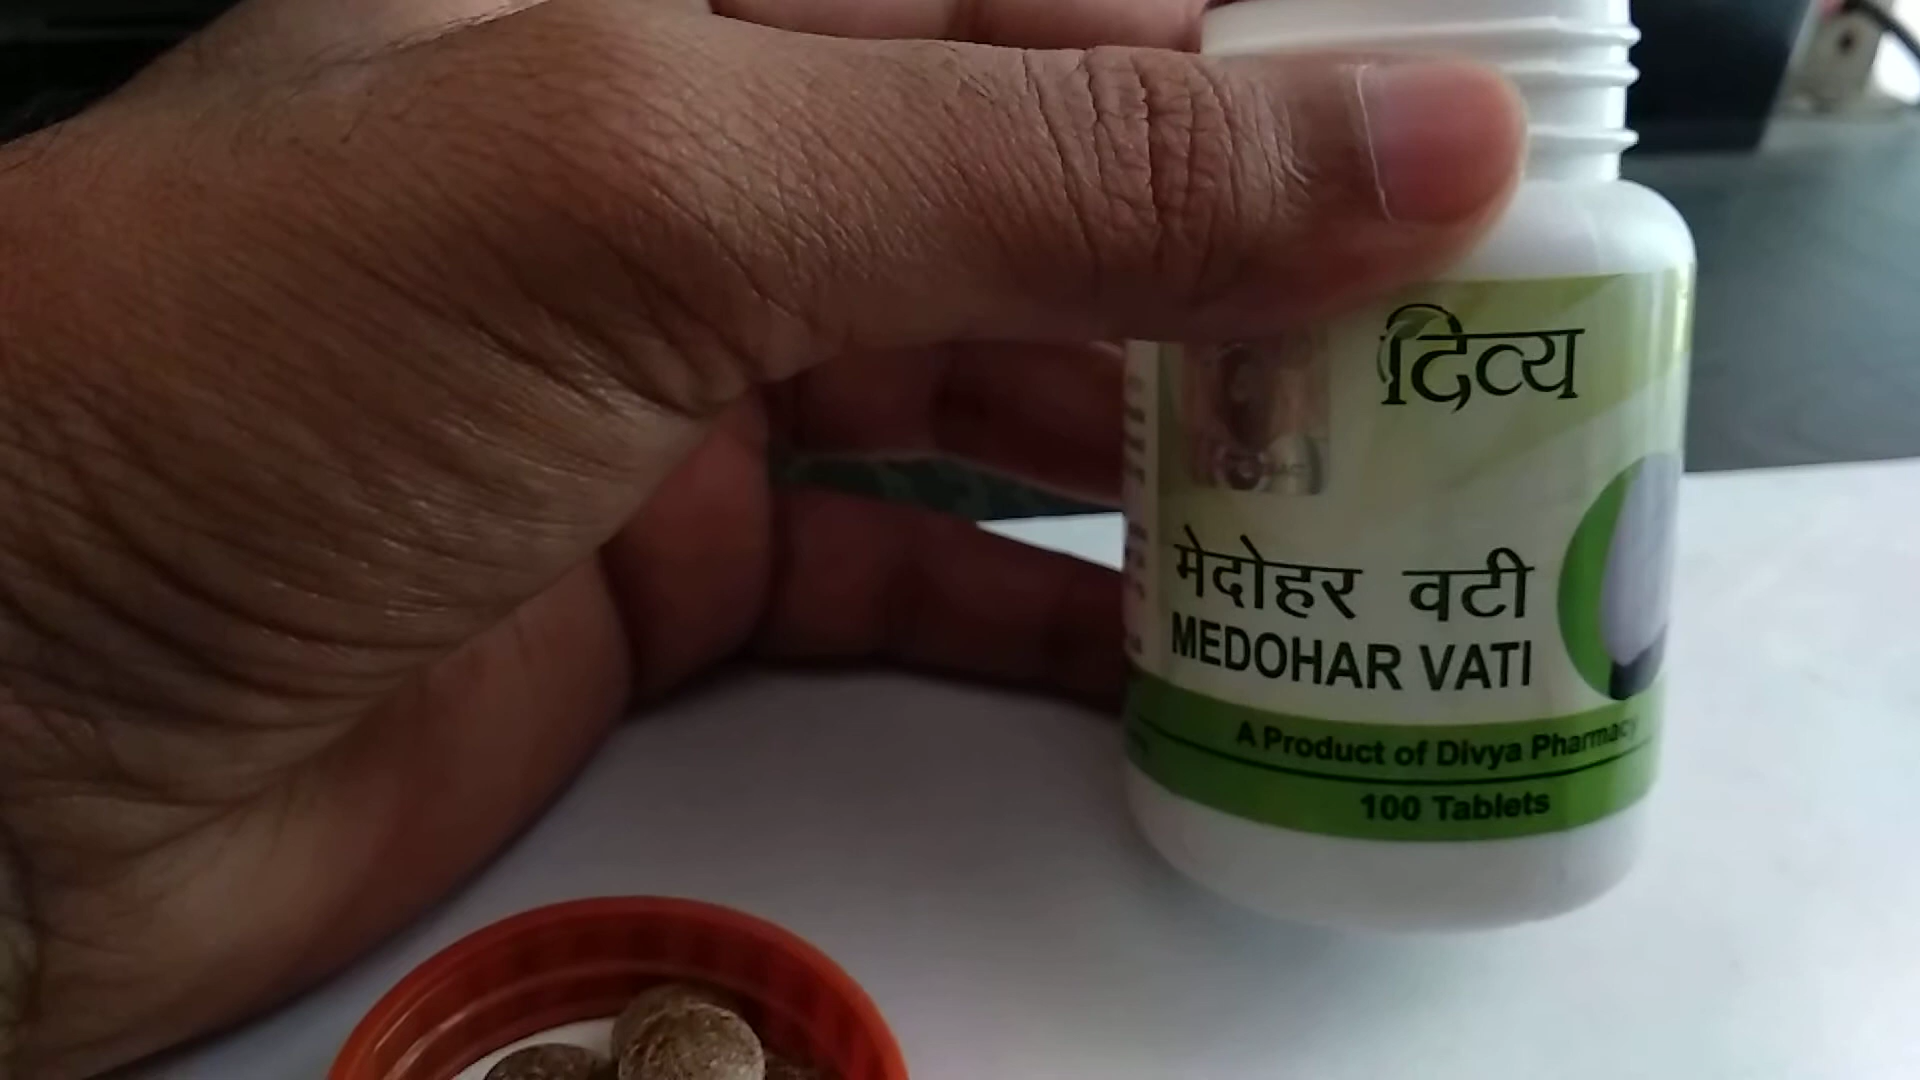 दिव्य
मेदोहर वटी
MEDOHAR VATI
A Product of Divya Pharmacy
100 Tablets